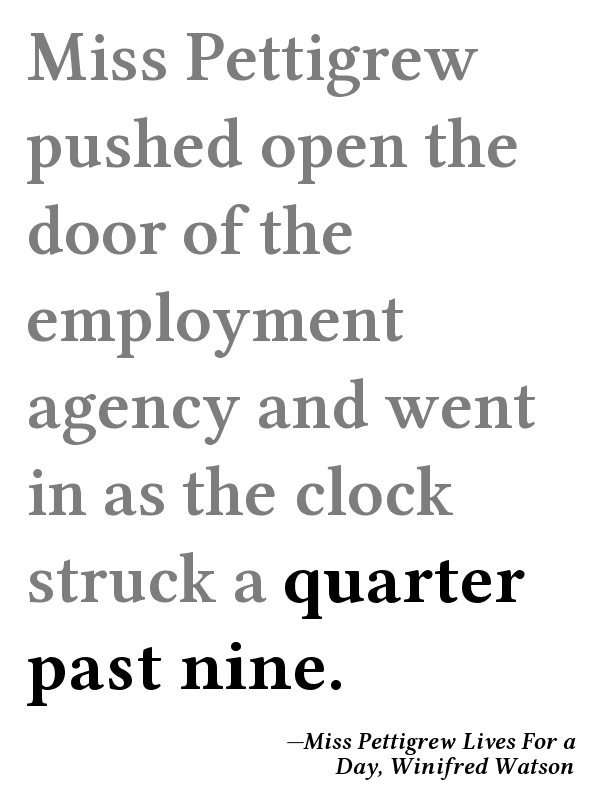 Miss Pettigrew
pushed open the
door of the
employment
agency and went
in as the clock
struck a quarter
past nine.
—Miss Pettigrew Lives For a
Day, Winifred Watson